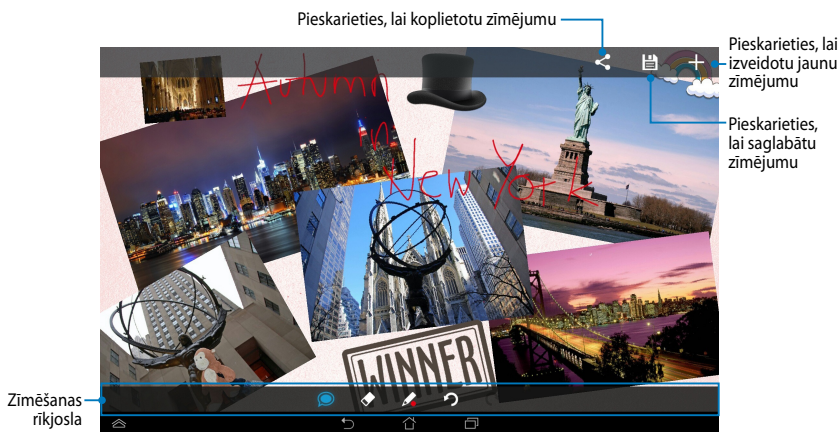 Pieskarieties, lai koplietotu zīmējumu
Pieskarieties, lai
izveidotu jaunu
zīmējumu
Pieskarieties,
lai saglabātu
zīmējumu
Autumn
in
New York
WINNER
Zīmēšanas
rīkjosla